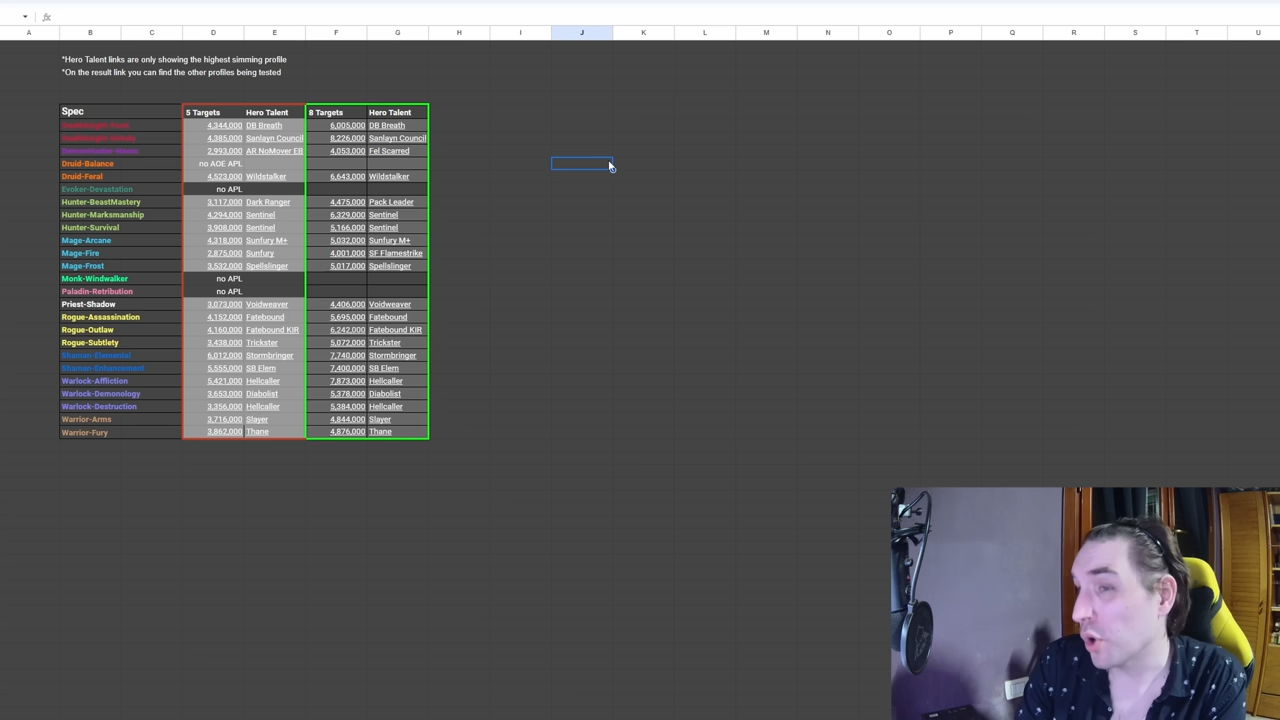 fx
A B C D E F G H I J K L M N O P Q R S T U
*Hero Talent links are only showing the highest simming profile
*On the result link you can find the other profiles being tested
Spec 5 Targets Hero Talent 8 Targets Hero Talent
4,344,000 DB Breath 6,005,000 DB Breath
4,385,000 Sanlayn Council 8,226,000 Sanlayn Council
2,993,000 AR NoMover EB 4,053,000 Fel Scarred
Druid-Balance no AOE APL
Druid-Feral 4,523,000 Wildstalker 6,643,000 Wildstalker
Evoker-Devastation no APL
Hunter-BeastMastery 3,117,000 Dark Ranger 4,475,000 Pack Leader
Hunter-Marksmanship 4,294,000 Sentinel 6,329,000 Sentinel
Hunter-Survival 3,908,000 Sentinel 5,166,000 Sentinel
Mage-Arcane 4,318,000 Sunfury M+ 5,032,000 Sunfury M+
Mage-Fire 2,875,000 Sunfury 4,001,000 SF Flamestrike
Mage-Frost 3,532,000 Spellslinger 5,017,000 Spellslinger
Monk-Windwalker no APL
Paladin-Retribution no APL
Priest-Shadow 3,073,000 Voidweaver 4,406,000 Voidweaver
Rogue-Assassination 4,152,000 Fatebound 5,695,000 Fatebound
Rogue-Outlaw 4,160,000 Fatebound KIR 6,242,000 Fatebound KIR
Rogue-Subtlety 3,438,000 Trickster 5,072,000 Trickster
Shaman-Elemental 6,012,000 Stormbringer 7,740,000 Stormbringer
Shaman-Enhancement 5,555,000 SB Elem 7,400,000 SB Elem
Warlock-Affliction 5,421,000 Hellcaller 7,873,000 Hellcaller
Warlock-Demonology 3,653,000 Diabolist 5,378,000 Diabolist
Warlock-Destruction 3,356,000 Hellcaller 5,384,000 Hellcaller
Warrior-Arms 3,716,000 Slayer 4,844,000 Slayer
Warrior-Fury 3,862,000 Thane 4,876,000 Thane